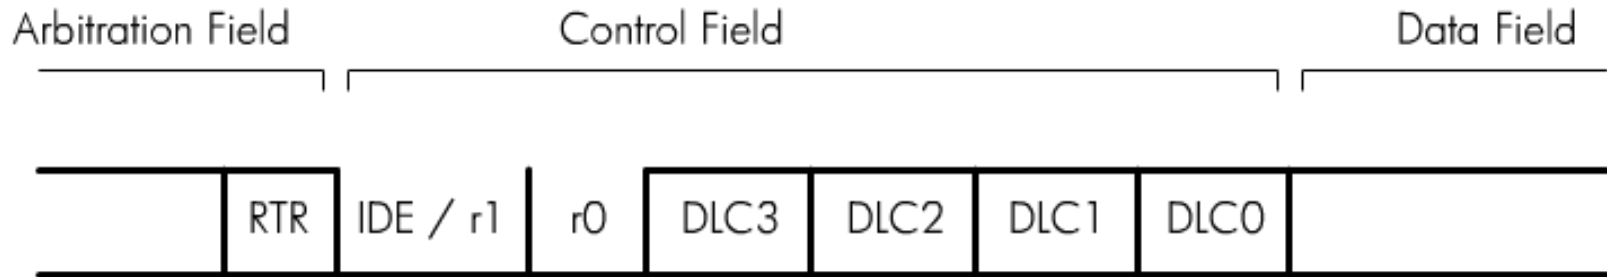 Arbitration Field Control Field Data Field
RTR IDE / r1 r0 DLC3 DLC2 DLC1 DLC0